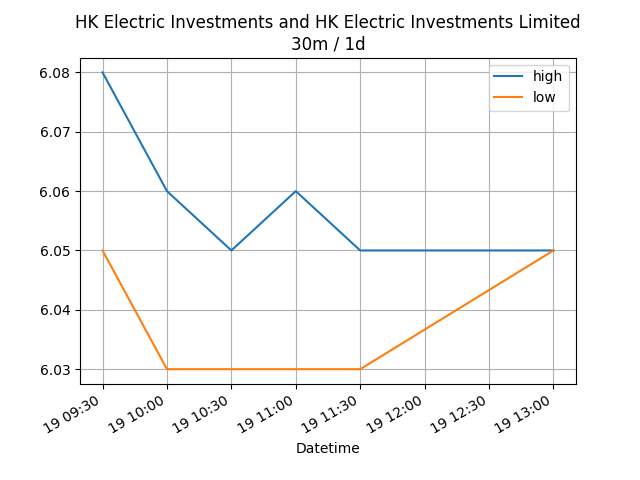 HK Electric Investments and HK Electric Investments Limited
30m / 1d
high
low
6.08
6.07
6.06
6.05
6.04
6.03
19 09:30
19 10:00
19 10:30
19 11:00
19 11:30
19 12:00
19 12:30
19 13:00
Datetime